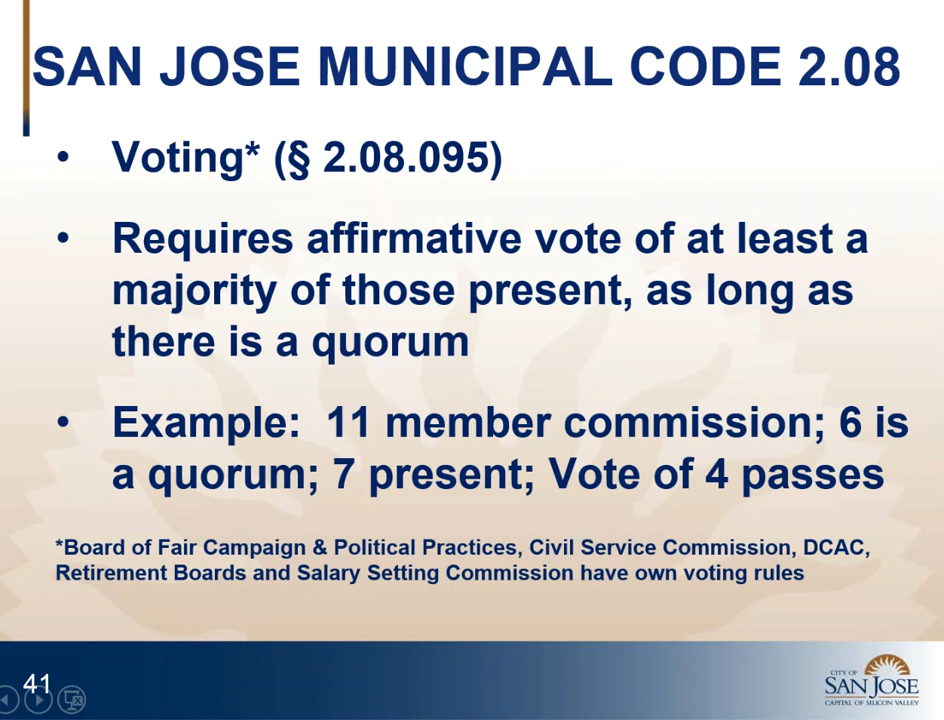 SAN JOSE MUNICIPAL CODE 2.08
• Voting* (§ 2.08.095)
• Requires affirmative vote of at least a
majority of those present, as long as
there is a quorum
• Example: 11 member commission; 6 is
a quorum; 7 present; Vote of 4 passes
*Board of Fair Campaign & Political Practices, Civil Service Commission, DCAC,
Retirement Boards and Salary Setting Commission have own voting rules
41
CITY OF
SAN JOSE
CAPITAL OF SILICON VALLEY